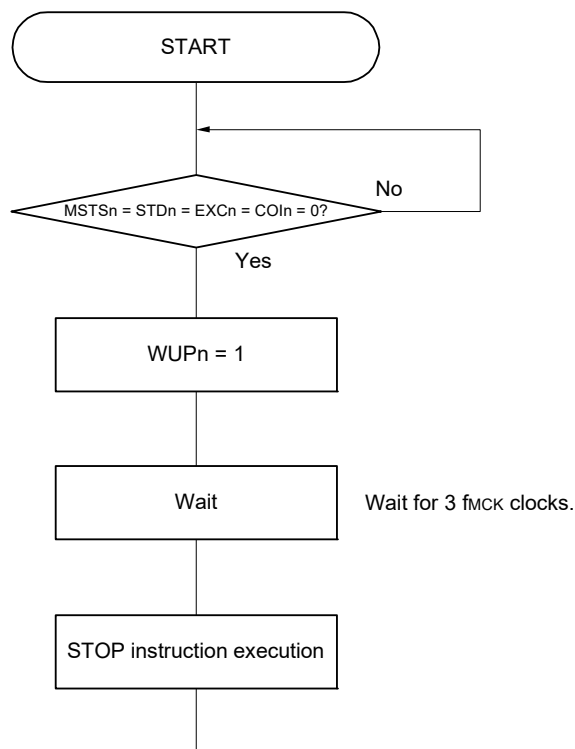 START
No
MSTSn = STDn = EXCn = COIn = 0?
Yes
WUPn = 1
Wait
Wait for 3 fMCK clocks.
STOP instruction execution